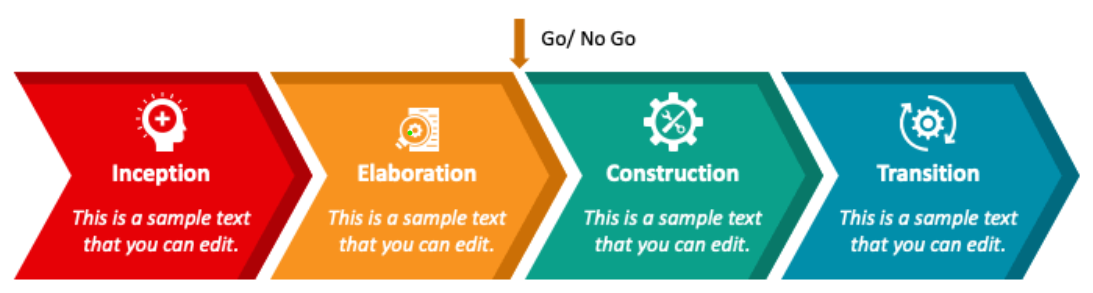 Go/ No Go
Inception
This is a sample text
that you can edit.
Elaboration
This is a sample text
that you can edit.
Construction
This is a sample text
that you can edit.
Transition
This is a sample text
that you can edit.